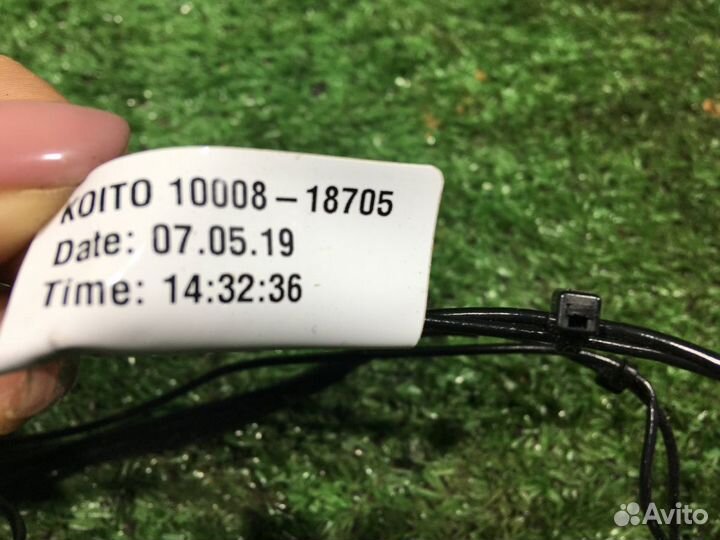 KOITO 10008-18705
Date: 07.05.19
Time: 14:32:36
Avito